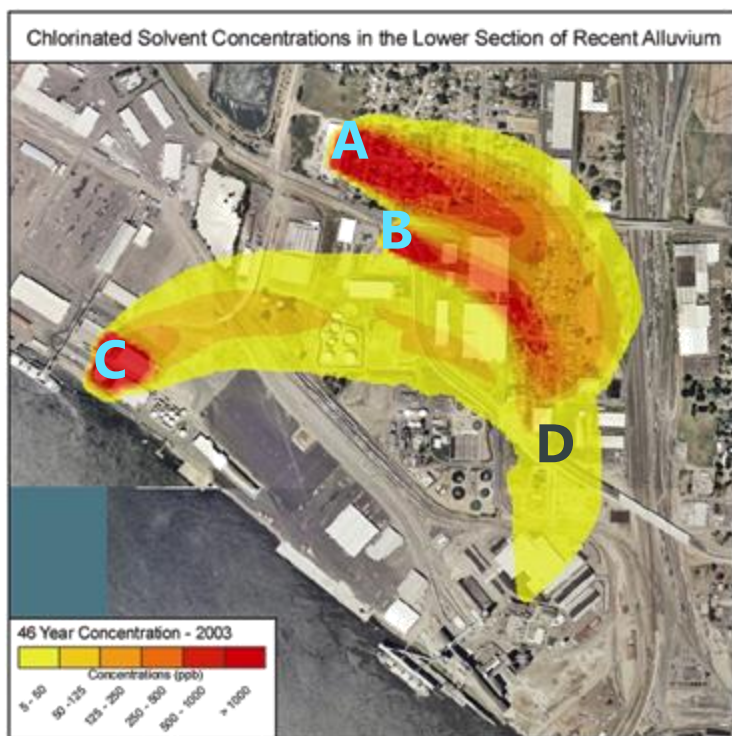 Chlorinated Solvent Concentrations in the Lower Section of Recent Alluvium
A
B
C
D
46 Year Concentration - 2003
Concentrations (ppb)
5 - 50
50 -125
125 - 250
250 - 500
500 - 1000
> 1000